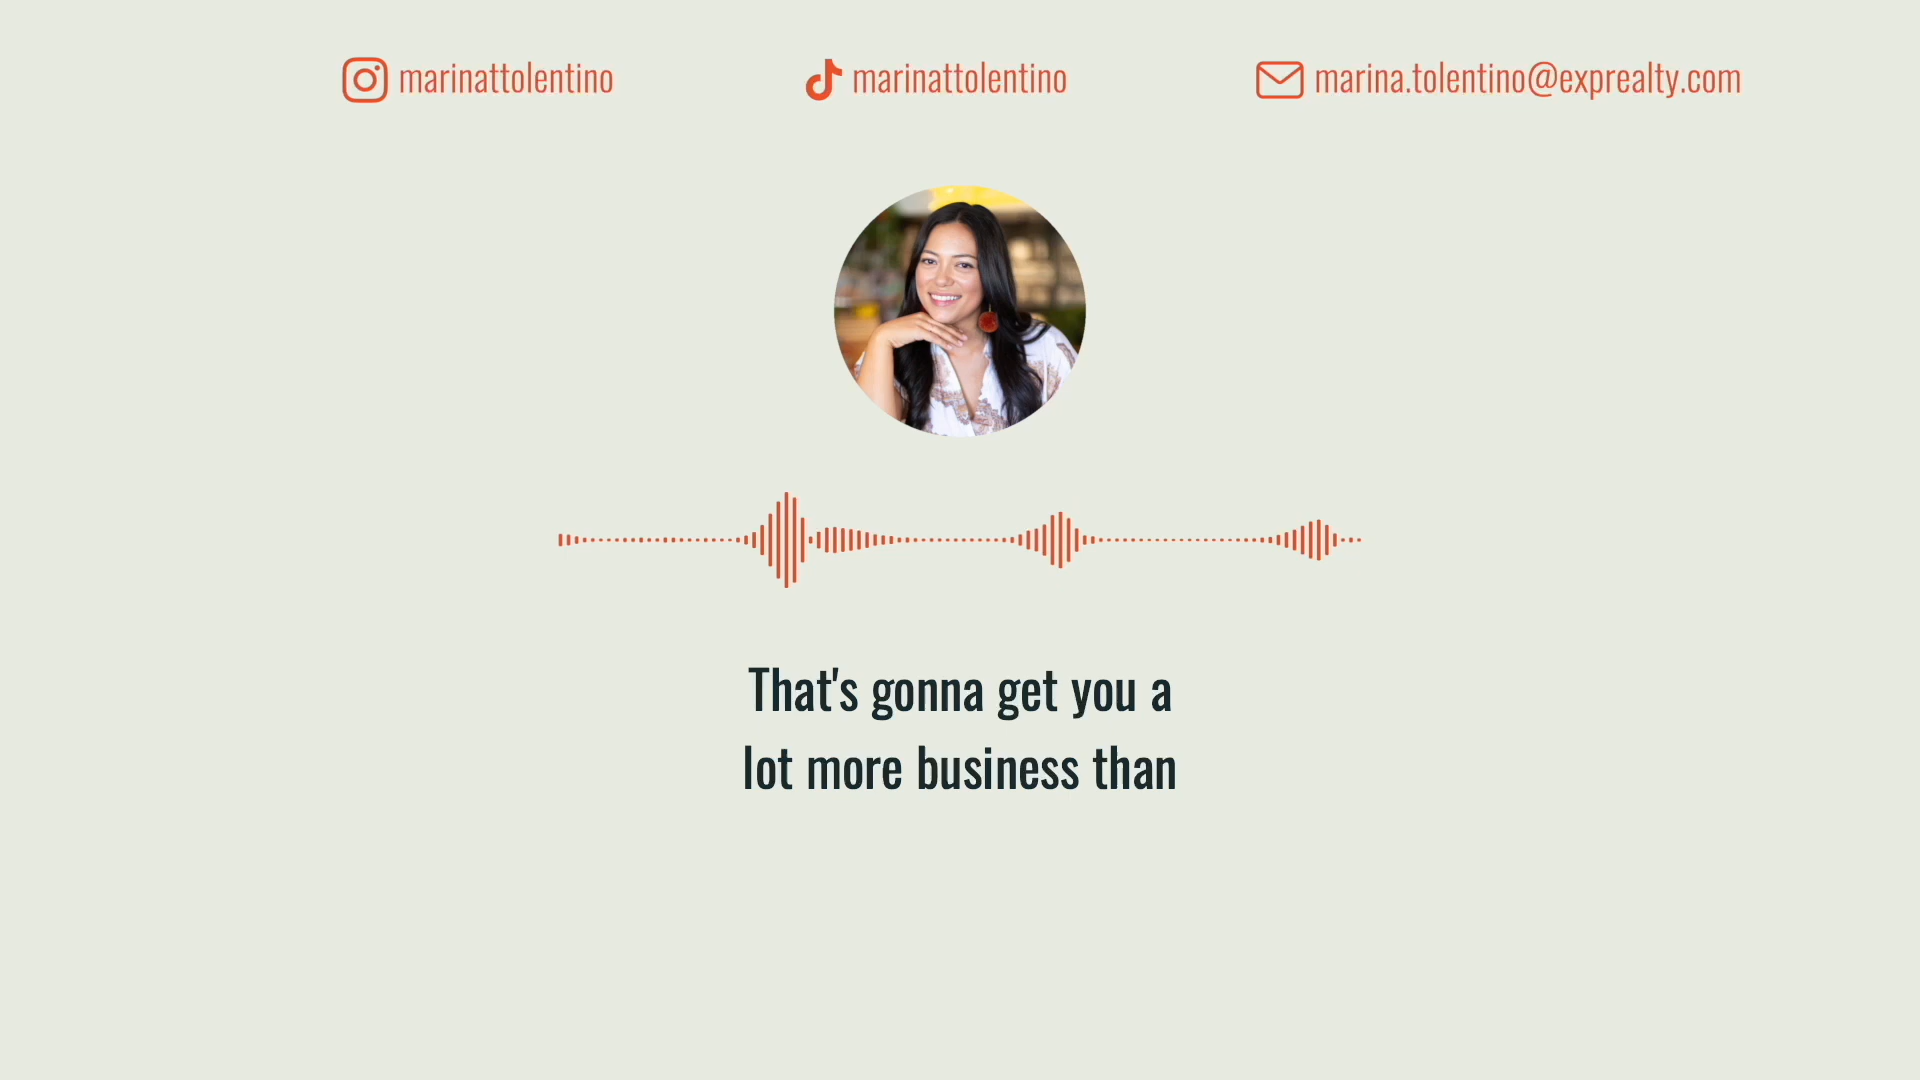 marinattolentino
marinattolentino
marina.tolentino@exprealty.com
That's gonna get you a
lot more business than